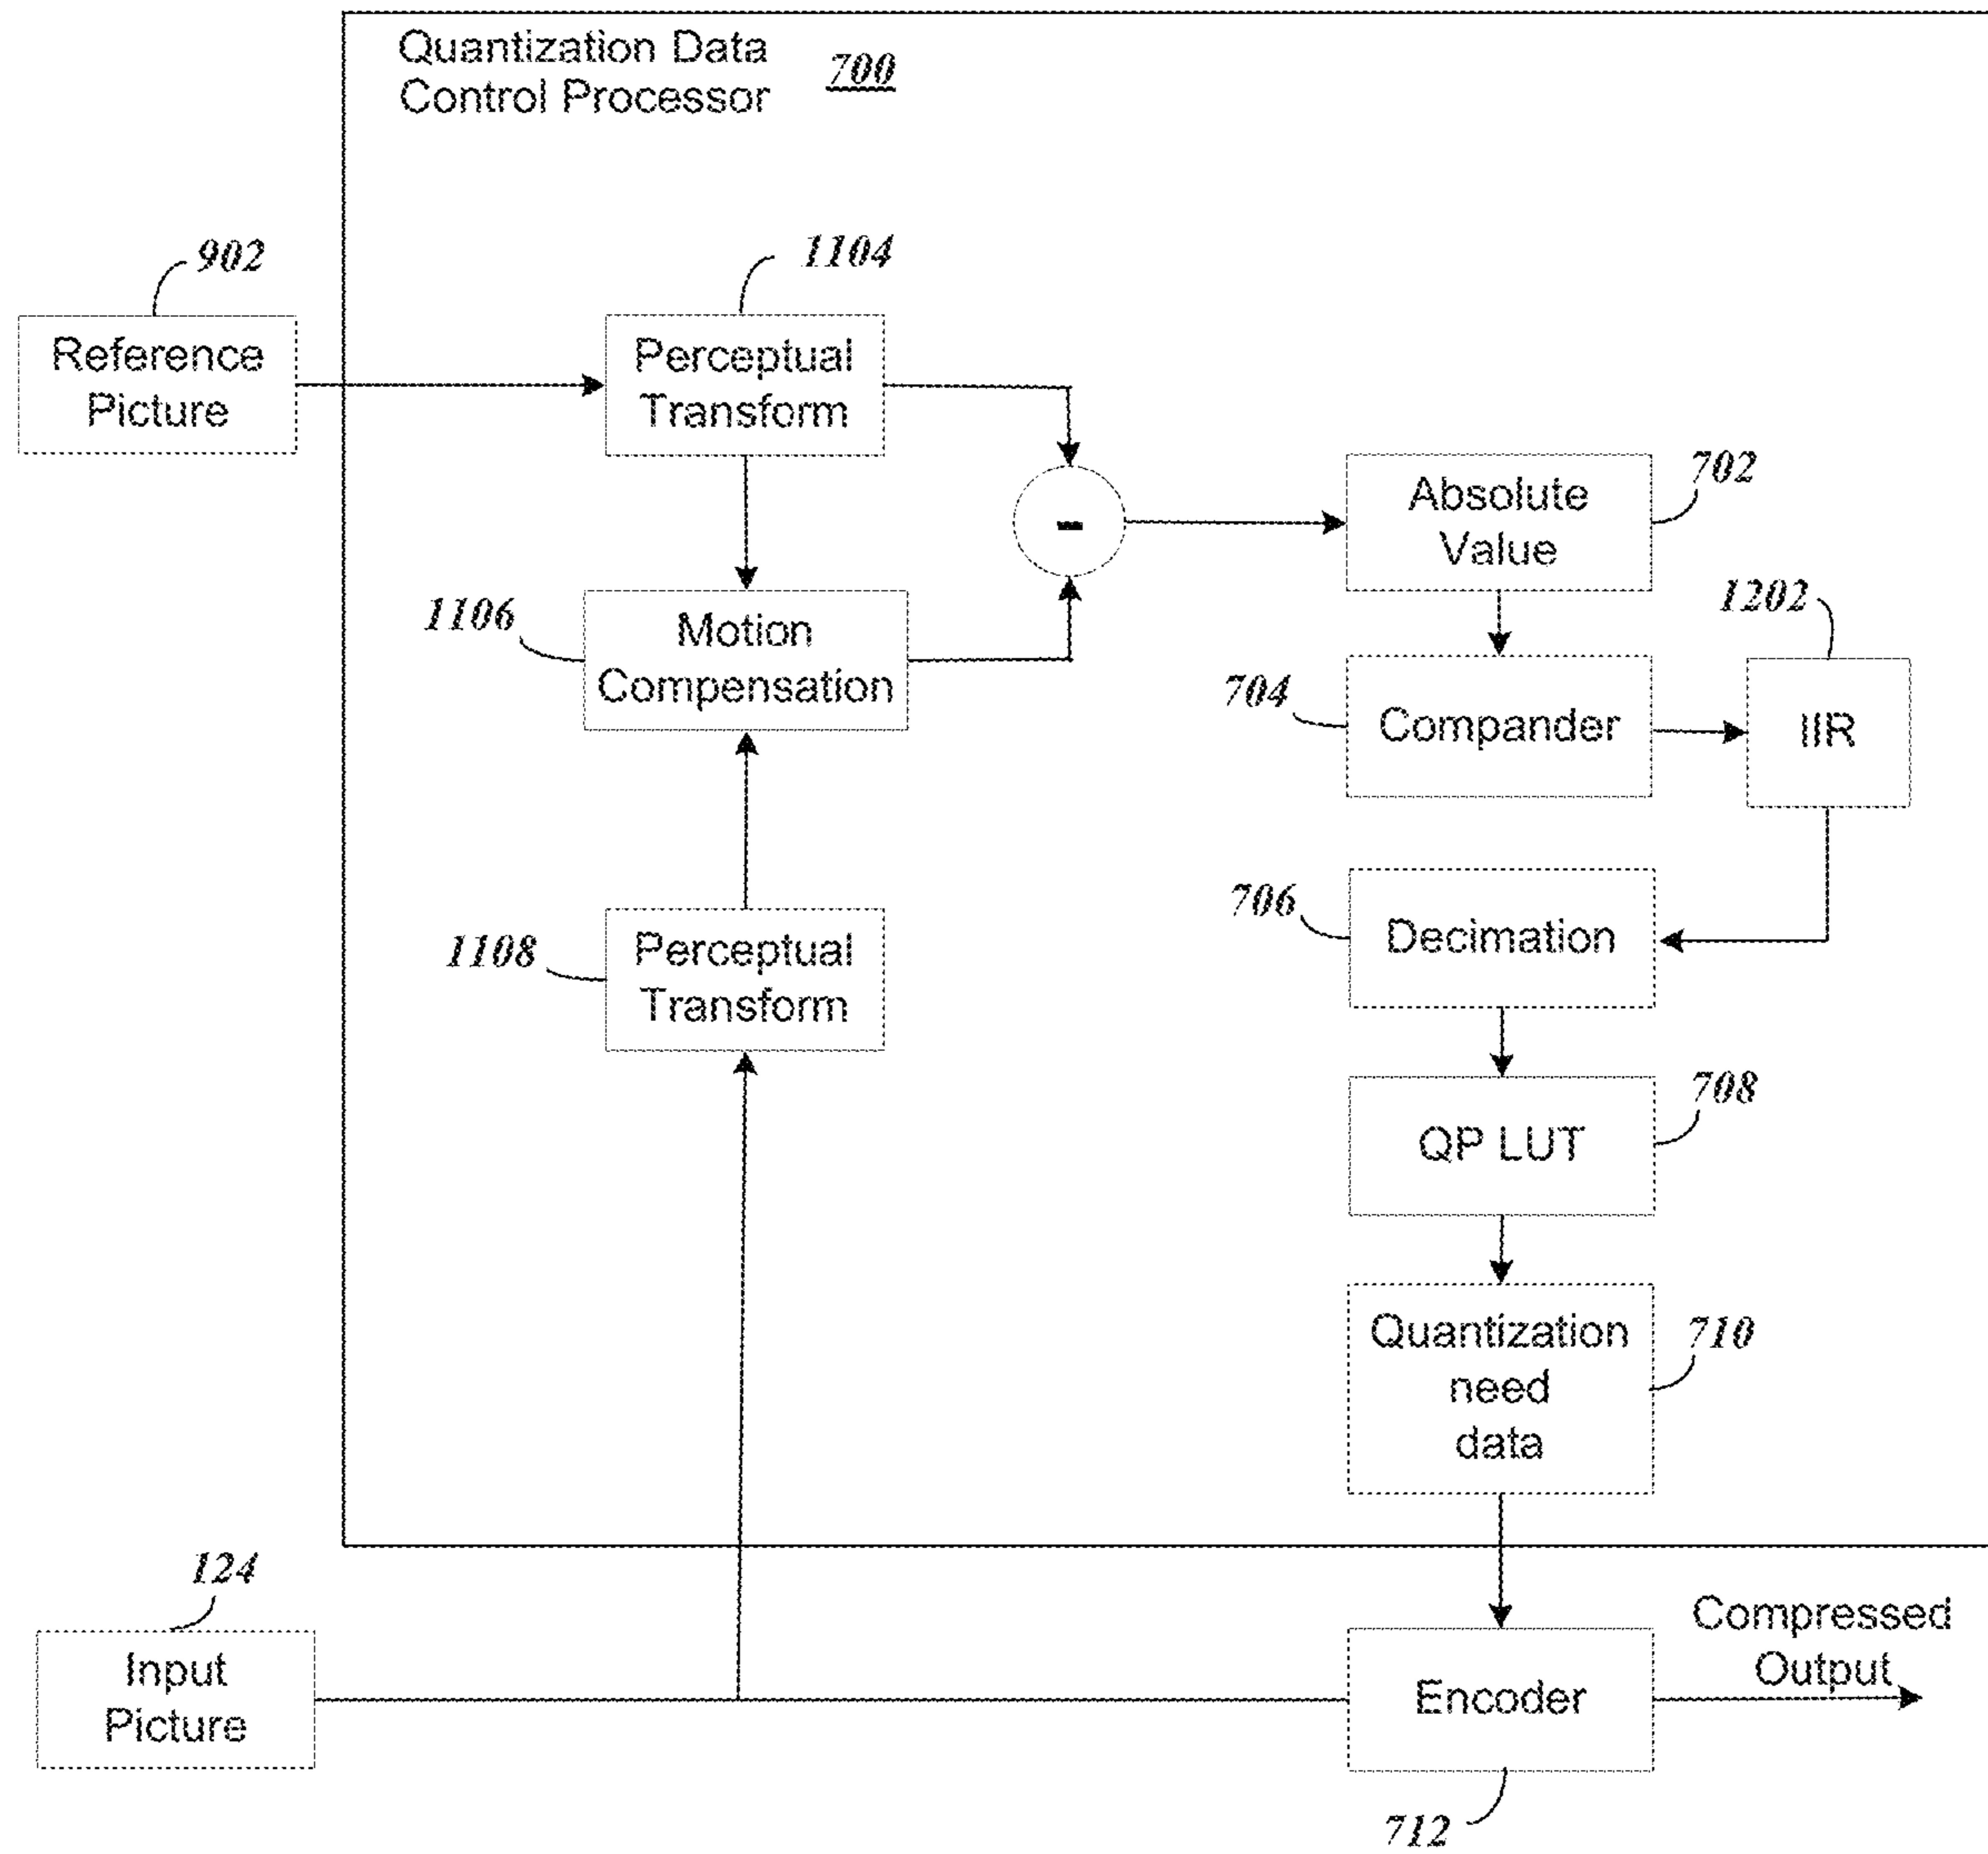 Quantization Data
Control Processor
700
902
Reference
Picture
1104
Perceptual
Transform
-
702
Absolute
Value
1106
Motion
Compensation
704
Compander
1202
IIR
706
Decimation
1108
Perceptual
Transform
708
QP LUT
710
Quantization
need
data
124
Input
Picture
Encoder
712
Compressed
Output